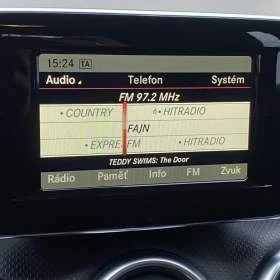 15:24 TA
Audio Telefon Systém
FM 97.2 MHz
• COUNTRY • HITRADIO
FAJN
• EXPRE FM • HITRADIO
TEDDY SWIMS: The Door
Rádio Paměť Info FM Zvuk